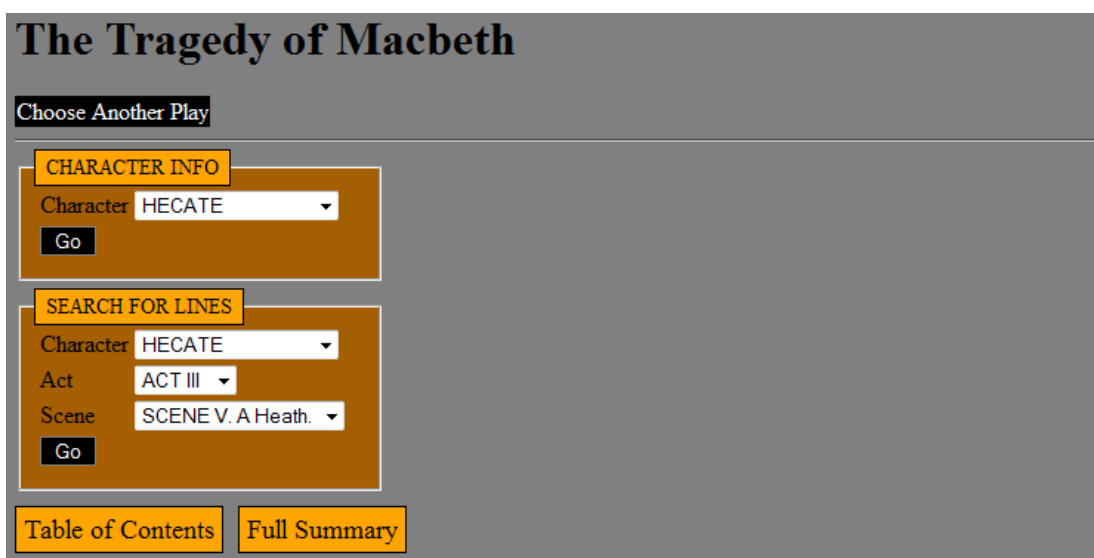 The Tragedy of Macbeth
Choose Another Play
CHARACTER INFO
Character HECATE
Go
SEARCH FOR LINES
Character HECATE
Act ACT III
Scene SCENE V. A Heath.
Go
Table of Contents Full Summary